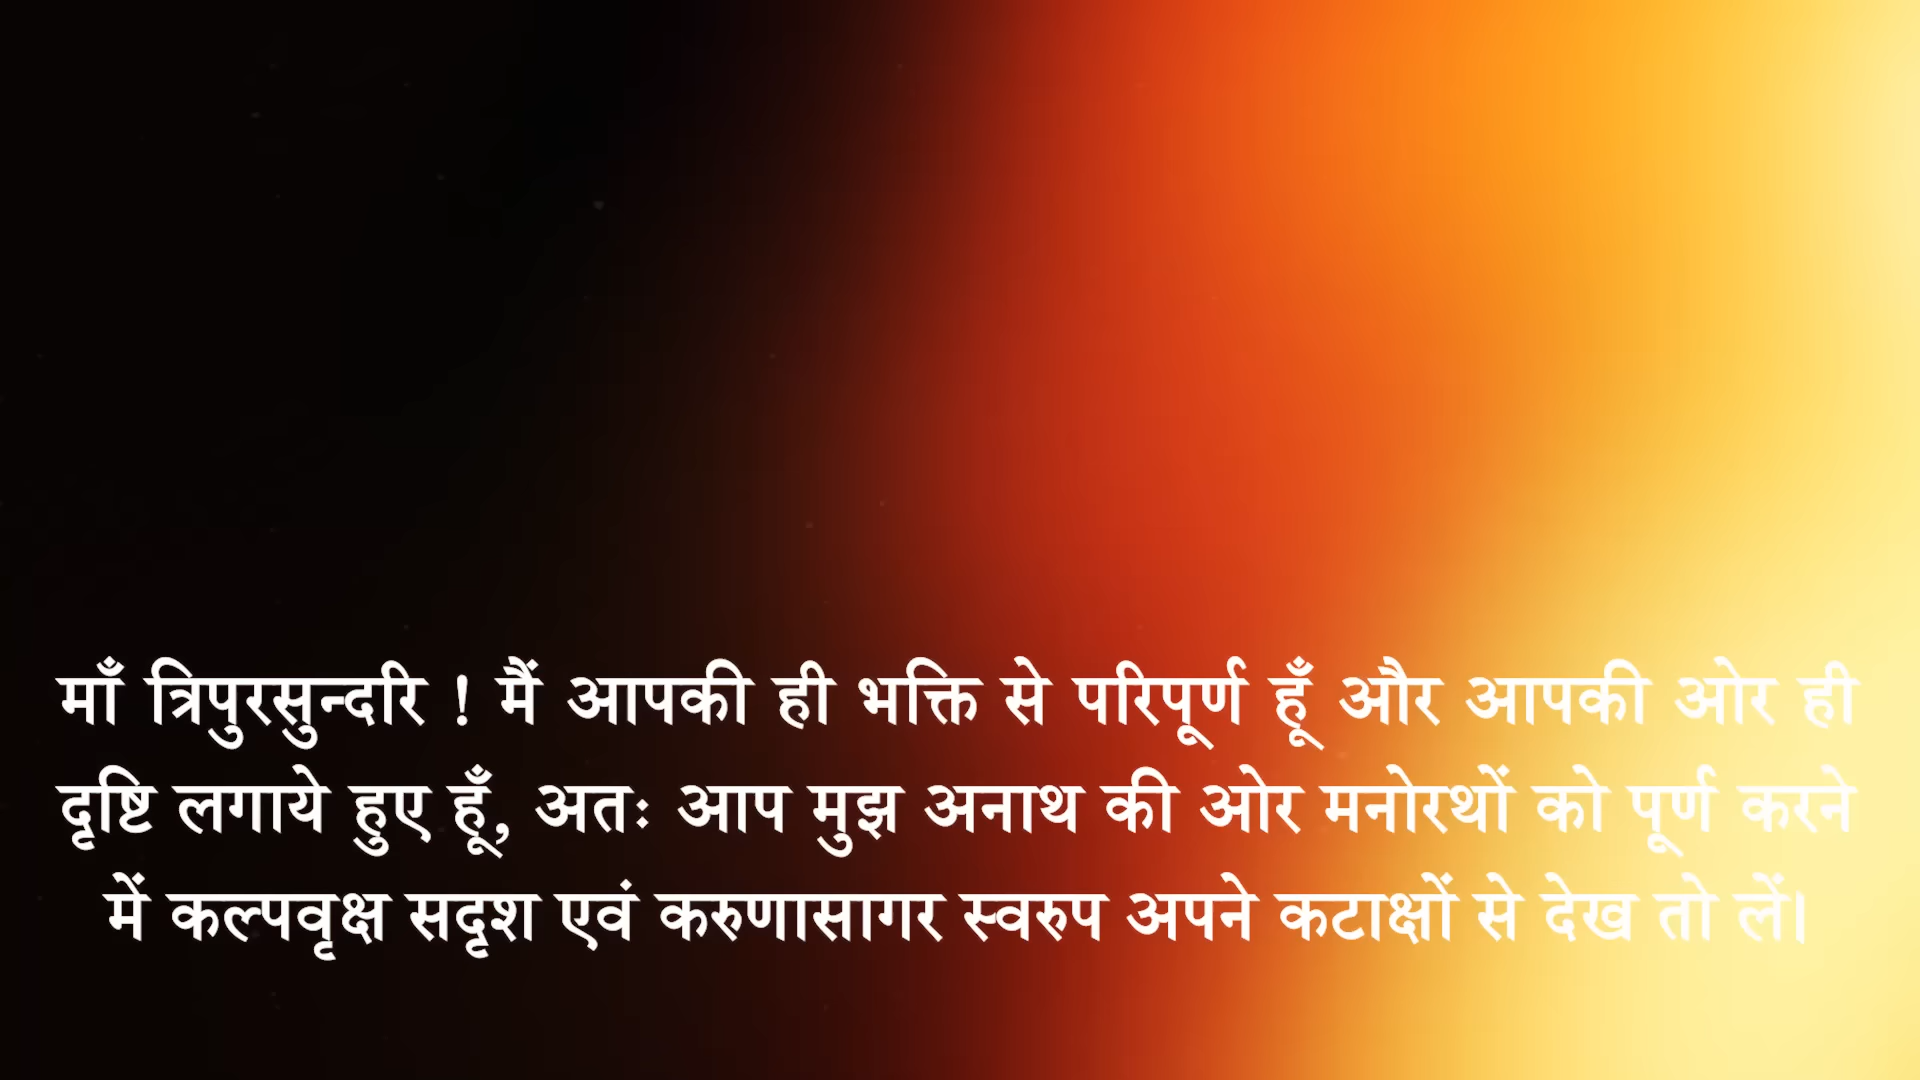 माँ त्रिपुरसुन्दरि ! मैं आपकी ही भक्ति से परिपूर्ण हूँ और आपकी ओर ही
दृष्टि लगाये हुए हूँ, अतः आप मुझ अनाथ की ओर मनोरथों को पूर्ण करने
में कल्पवृक्ष सदृश एवं करुणासागर स्वरुप अपने कटाक्षों से देख तो लें।